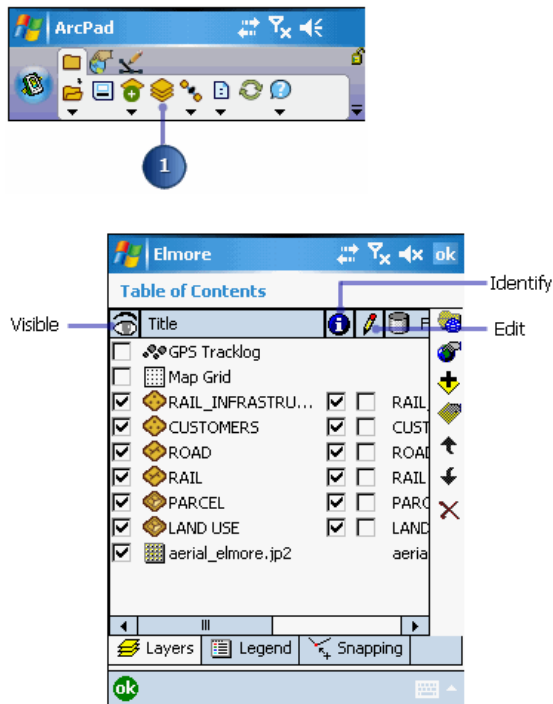 ArcPad
1
Elmore
ok
Table of Contents
Identify
Visible
Title
F
Edit
GPS Tracklog
Map Grid
RAIL_INFRASTRU... RAIL_
CUSTOMERS CUST
ROAD ROAD
RAIL RAIL
PARCEL PARC
LAND USE LAND
aerial_elmore.jp2 aeria
Layers Legend Snapping
ok